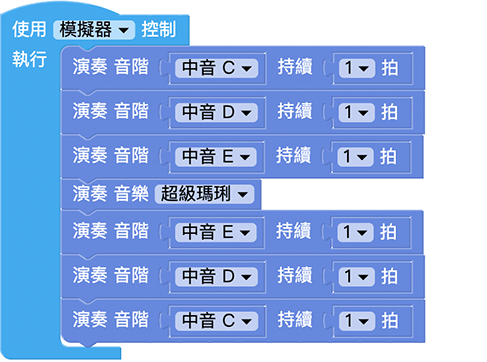 使用 模擬器 控制
執行
演奏 音階 中音 C 持續 1 拍
演奏 音階 中音 D 持續 1 拍
演奏 音階 中音 E 持續 1 拍
演奏 音樂 超級瑪琍
演奏 音階 中音 E 持續 1 拍
演奏 音階 中音 D 持續 1 拍
演奏 音階 中音 C 持續 1 拍